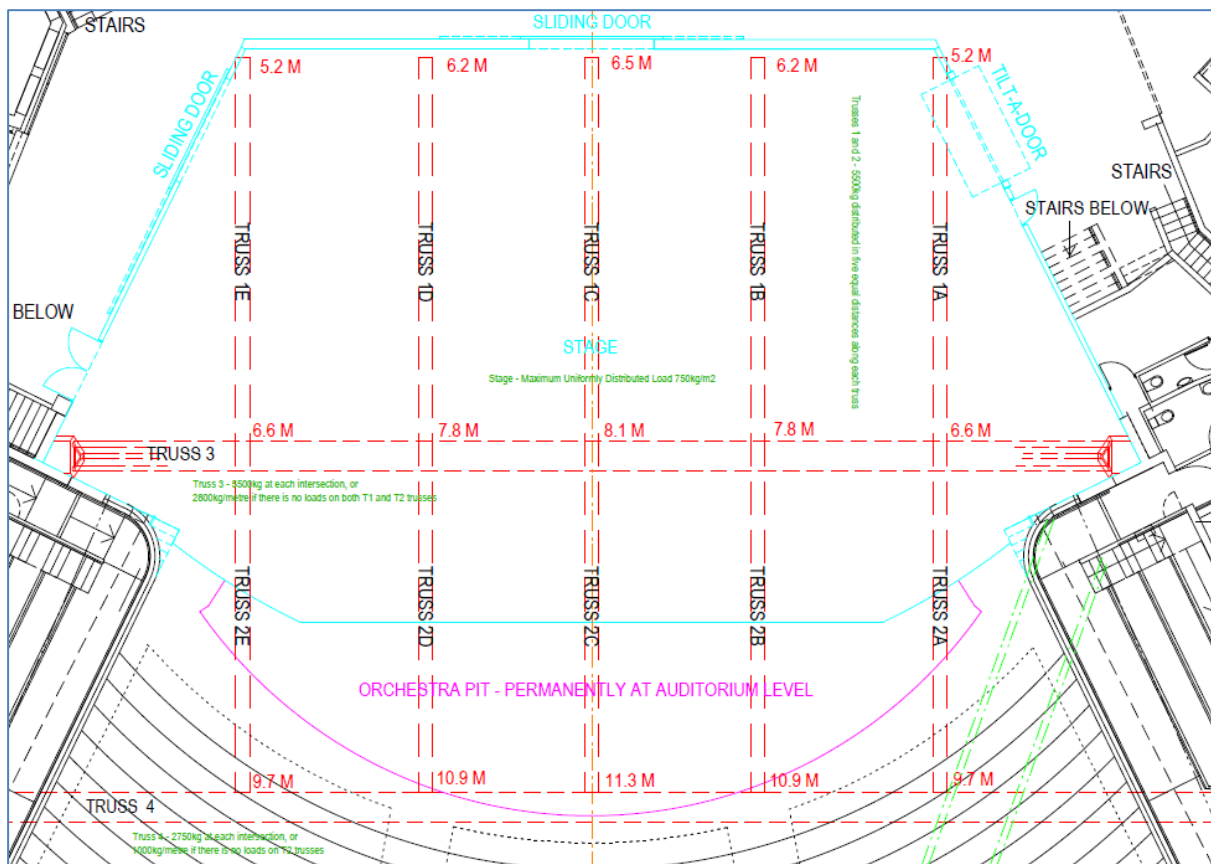 STAIRS
SLIDING DOOR
5.2 M
6.2 M
6.5 M
6.2 M
5.2 M
SLIDING DOOR
TILT-A-DOOR
Trusses 1 and 2 - 5500kg distributed in five equal distances along each truss
STAIRS
STAIRS BELOW
TRUSS 1E
TRUSS 1D
TRUSS 1C
TRUSS 1B
TRUSS 1A
BELOW
STAGE
Stage - Maximum Uniformly Distributed Load 750kg/m2
6.6 M
7.8 M
8.1 M
7.8 M
6.6 M
TRUSS 3
Truss 3 - 5500kg at each intersection, or
2800kg/metre if there is no loads on both T1 and T2 trusses
TRUSS 2E
TRUSS 2D
TRUSS 2C
TRUSS 2B
TRUSS 2A
ORCHESTRA PIT - PERMANENTLY AT AUDITORIUM LEVEL
9.7 M
10.9 M
11.3 M
10.9 M
9.7 M
TRUSS 4
Truss 4 - 2750kg at each intersection, or
1000kg/metre if there is no loads on T2 trusses